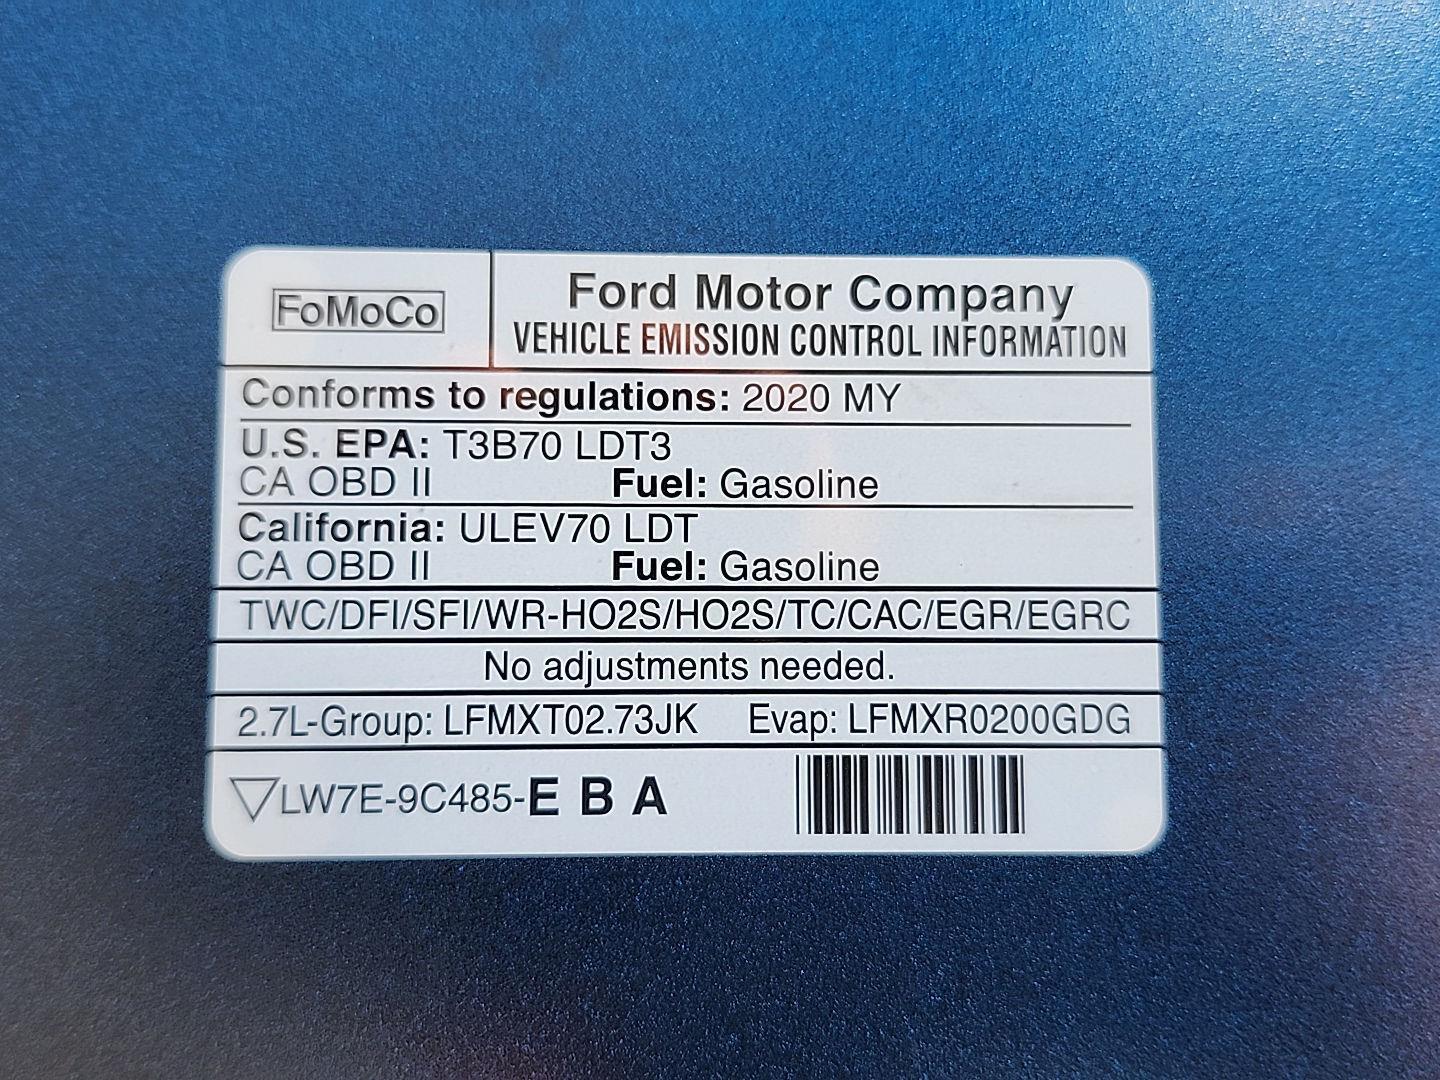 FoMoCo
Ford Motor Company
VEHICLE EMISSION CONTROL INFORMATION
Conforms to regulations: 2020 MY
U.S. EPA: T3B70 LDT3
CA OBD II Fuel: Gasoline
California: ULEV70 LDT
CA OBD II Fuel: Gasoline
TWC/DFI/SFI/WR-HO2S/HO2S/TC/CAC/EGR/EGRC
No adjustments needed.
2.7L-Group: LFMXT02.73JK Evap: LFMXR0200GDG
LW7E-9C485-E B A